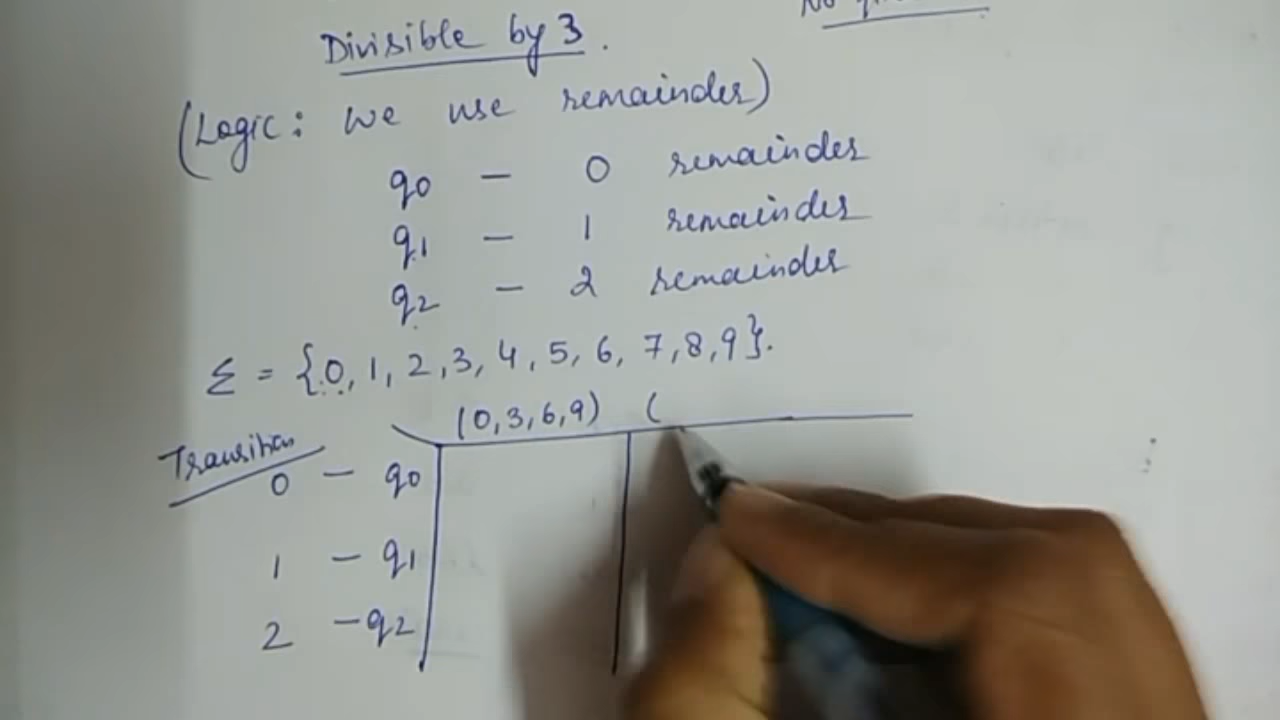 Divisible by 3.
(Logic: we use remainder)
q0 - 0 remainder
q1 - 1 remainder
q2 - 2 remainder
Σ = {0, 1, 2, 3, 4, 5, 6, 7, 8, 9}.
(0, 3, 6, 9) (
Transition
0 - q0
1 - q1
2 - q2